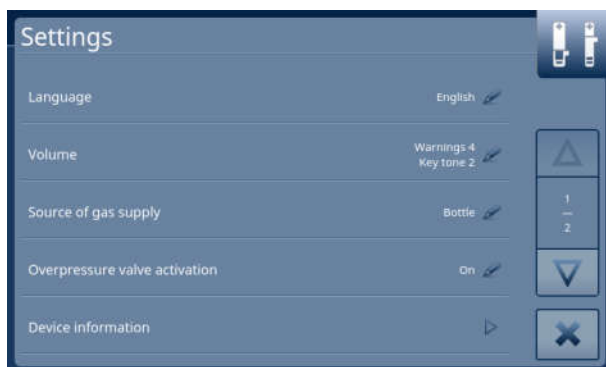 Settings
Language
English
Volume
Warnings 4
Key tone 2
Source of gas supply
Bottle
Overpressure valve activation
On
Device information
1
2